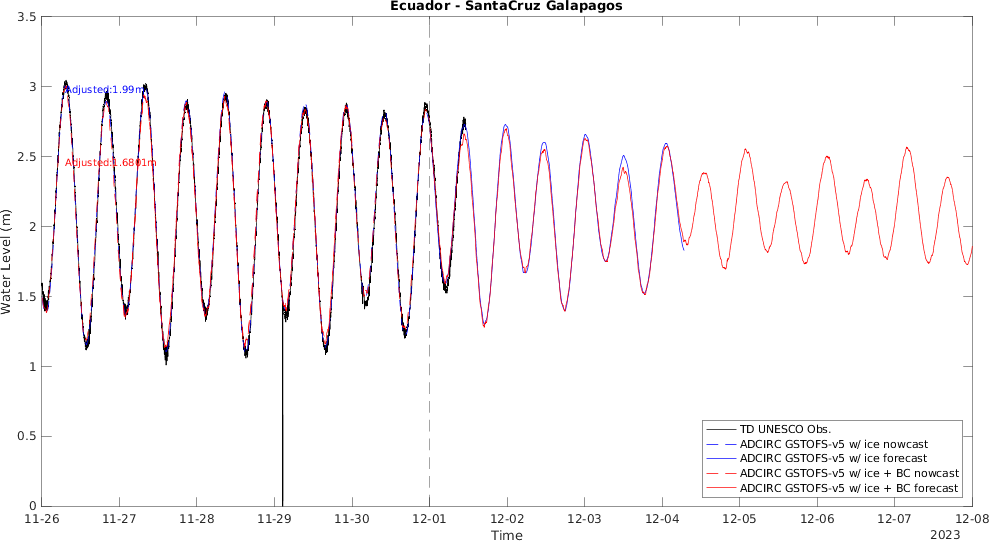 Ecuador - SantaCruz Galapagos
3.5
3
2.5
2
1.5
1
0.5
0
Water Level (m)
Adjusted:1.99m
Adjusted:1.6801m
TD UNESCO Obs.
ADCIRC GSTOFS-v5 w/ ice nowcast
ADCIRC GSTOFS-v5 w/ ice forecast
ADCIRC GSTOFS-v5 w/ ice + BC nowcast
ADCIRC GSTOFS-v5 w/ ice + BC forecast
11-26 11-27 11-28 11-29 11-30 12-01 12-02 12-03 12-04 12-05 12-06 12-07 12-08
Time
2023